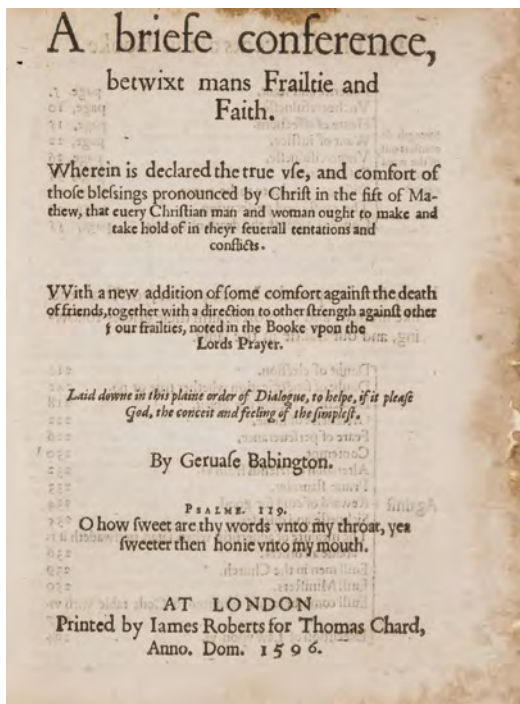 A briefe conference,
betwixt mans Frailtie and
Faith.
Wherein is declared the true vse, and comfort of
those blessings pronounced by Christ in the fift of Ma-
thew, that euery Christian man and woman ought to make and
take hold of in theyr seuerall tentations and
conflicts.
VVith a new addition of some comfort against the death
of friends, together with a direction to other strength against other
our frailties, noted in the Booke vpon the
Lords Prayer.
Laid downe in this plaine order of Dialogue, to helpe, if it please
God, the conceit and feeling of the simplest.
By Geruase Babington.
PSALME. 119.
O how sweet are thy words vnto my throat, yea
sweeter then honie vnto my mouth.
AT LONDON
Printed by Iames Roberts for Thomas Chard,
Anno. Dom. 1596.